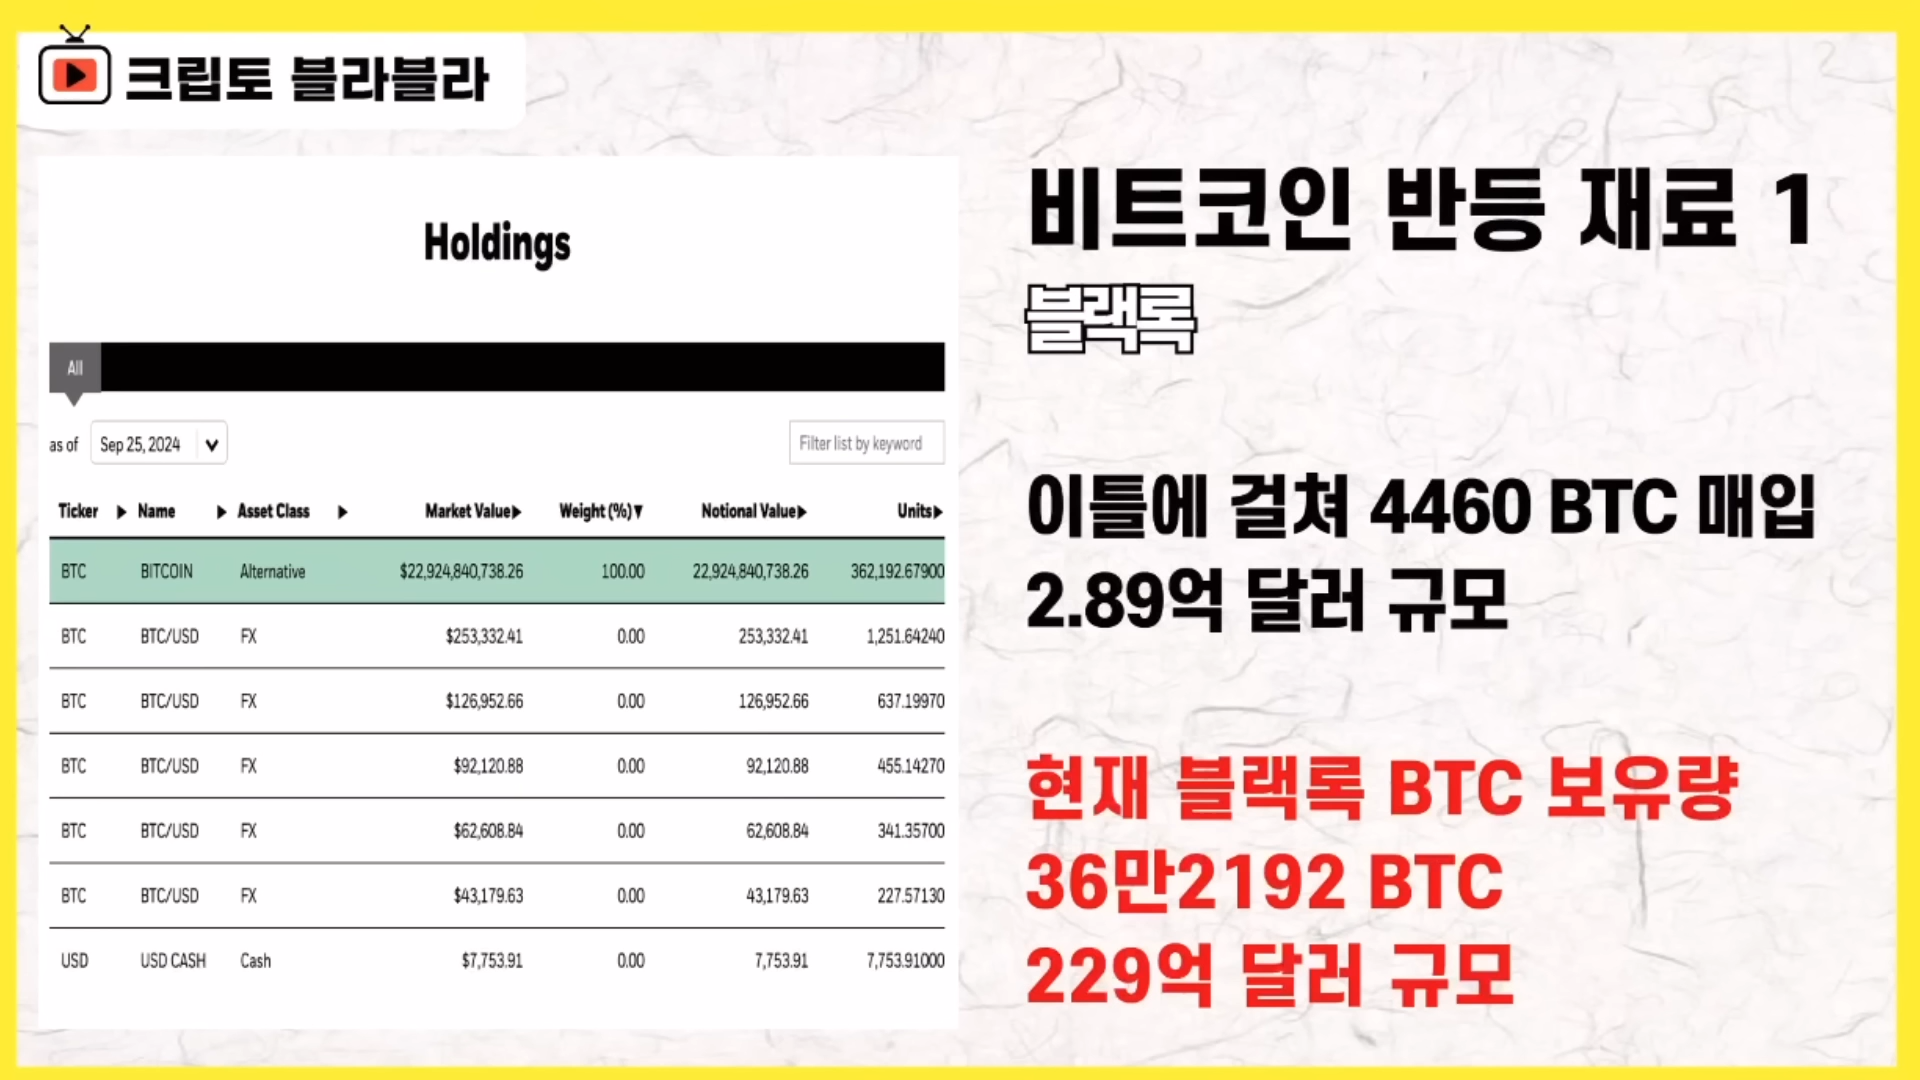 크립토 블라블라
Holdings
All
as of Sep 25, 2024
Filter list by keyword
Ticker Name Asset Class Market Value Weight (%) Notional Value Units
BTC BITCOIN Alternative $22,924,840,738.26 100.00 22,924,840,738.26 362,192.67900
BTC BTC/USD FX $253,332.41 0.00 253,332.41 1,251.64240
BTC BTC/USD FX $126,952.66 0.00 126,952.66 637.19970
BTC BTC/USD FX $92,120.88 0.00 92,120.88 455.14270
BTC BTC/USD FX $62,608.84 0.00 62,608.84 341.35700
BTC BTC/USD FX $43,179.63 0.00 43,179.63 227.57130
USD USD CASH Cash $7,753.91 0.00 7,753.91 7,753.91000
비트코인 반등 재료 1
블랙록
이틀에 걸쳐 4460 BTC 매입
2.89억 달러 규모
현재 블랙록 BTC 보유량
36만2192 BTC
229억 달러 규모